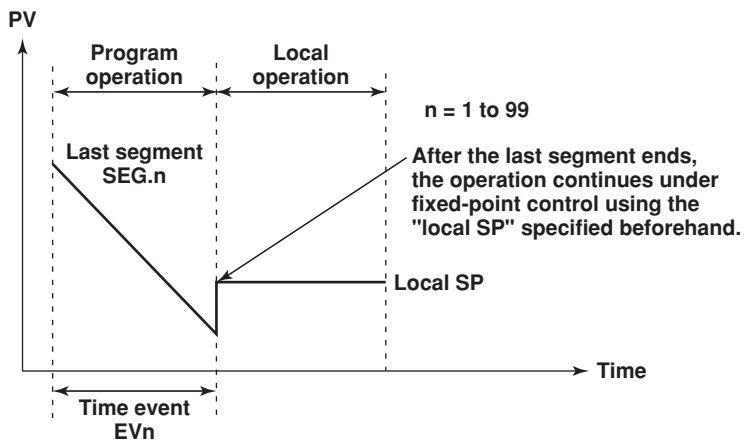 PV
Program
operation
Local
operation
n = 1 to 99
Last segment
SEG.n
After the last segment ends,
the operation continues under
fixed-point control using the
"local SP" specified beforehand.
Local SP
Time
Time event
EVn